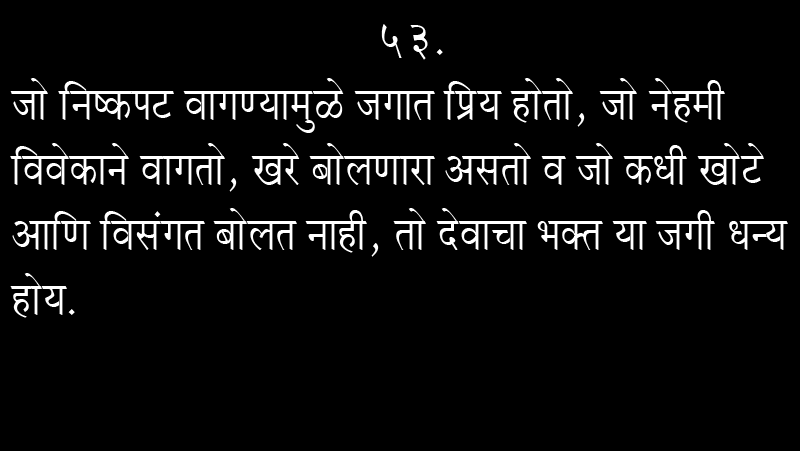 ५३.
जो निष्कपट वागण्यामुळे जगात प्रिय होतो, जो नेहमी
विवेकाने वागतो, खरे बोलणारा असतो व जो कधी खोटे
आणि विसंगत बोलत नाही, तो देवाचा भक्त या जगी धन्य
होय.